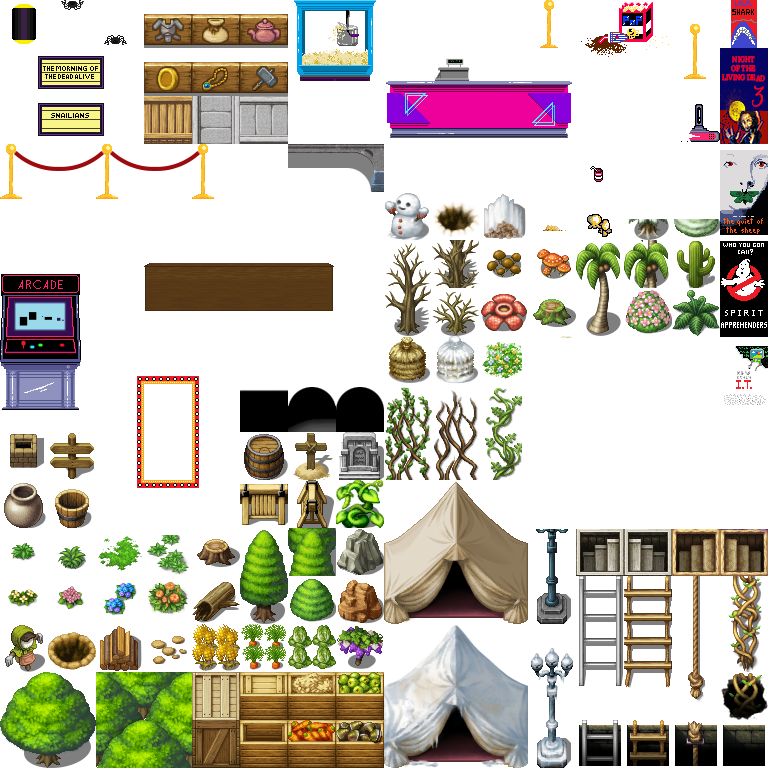 SHARK
THE MORNING OF
THE DEAD ALIVE
SNAILIANS
NIGHT
OF THE
LIVING DEAD
3
The quiet of
The sheep
WHO YOU GON
CALL?
SPIRIT
APPREHENDERS
ARCADE
I.T.